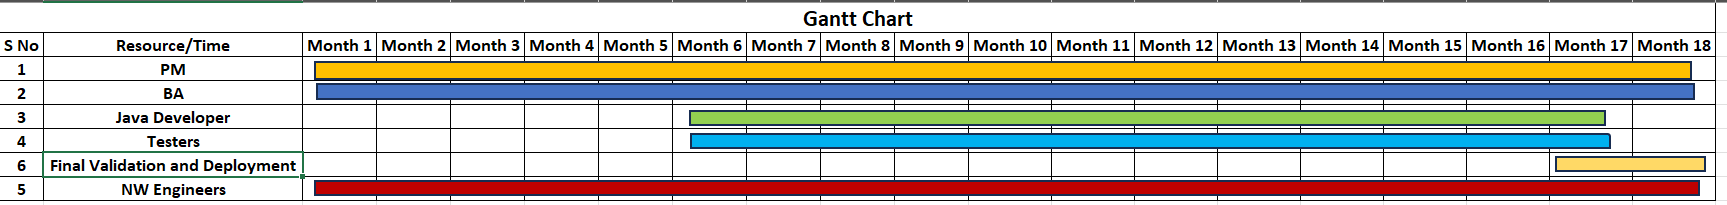 Gantt Chart
S No Resource/Time Month 1 Month 2 Month 3 Month 4 Month 5 Month 6 Month 7 Month 8 Month 9 Month 10 Month 11 Month 12 Month 13 Month 14 Month 15 Month 16 Month 17 Month 18
1 PM
2 BA
3 Java Developer
4 Testers
6 Final Validation and Deployment
5 NW Engineers